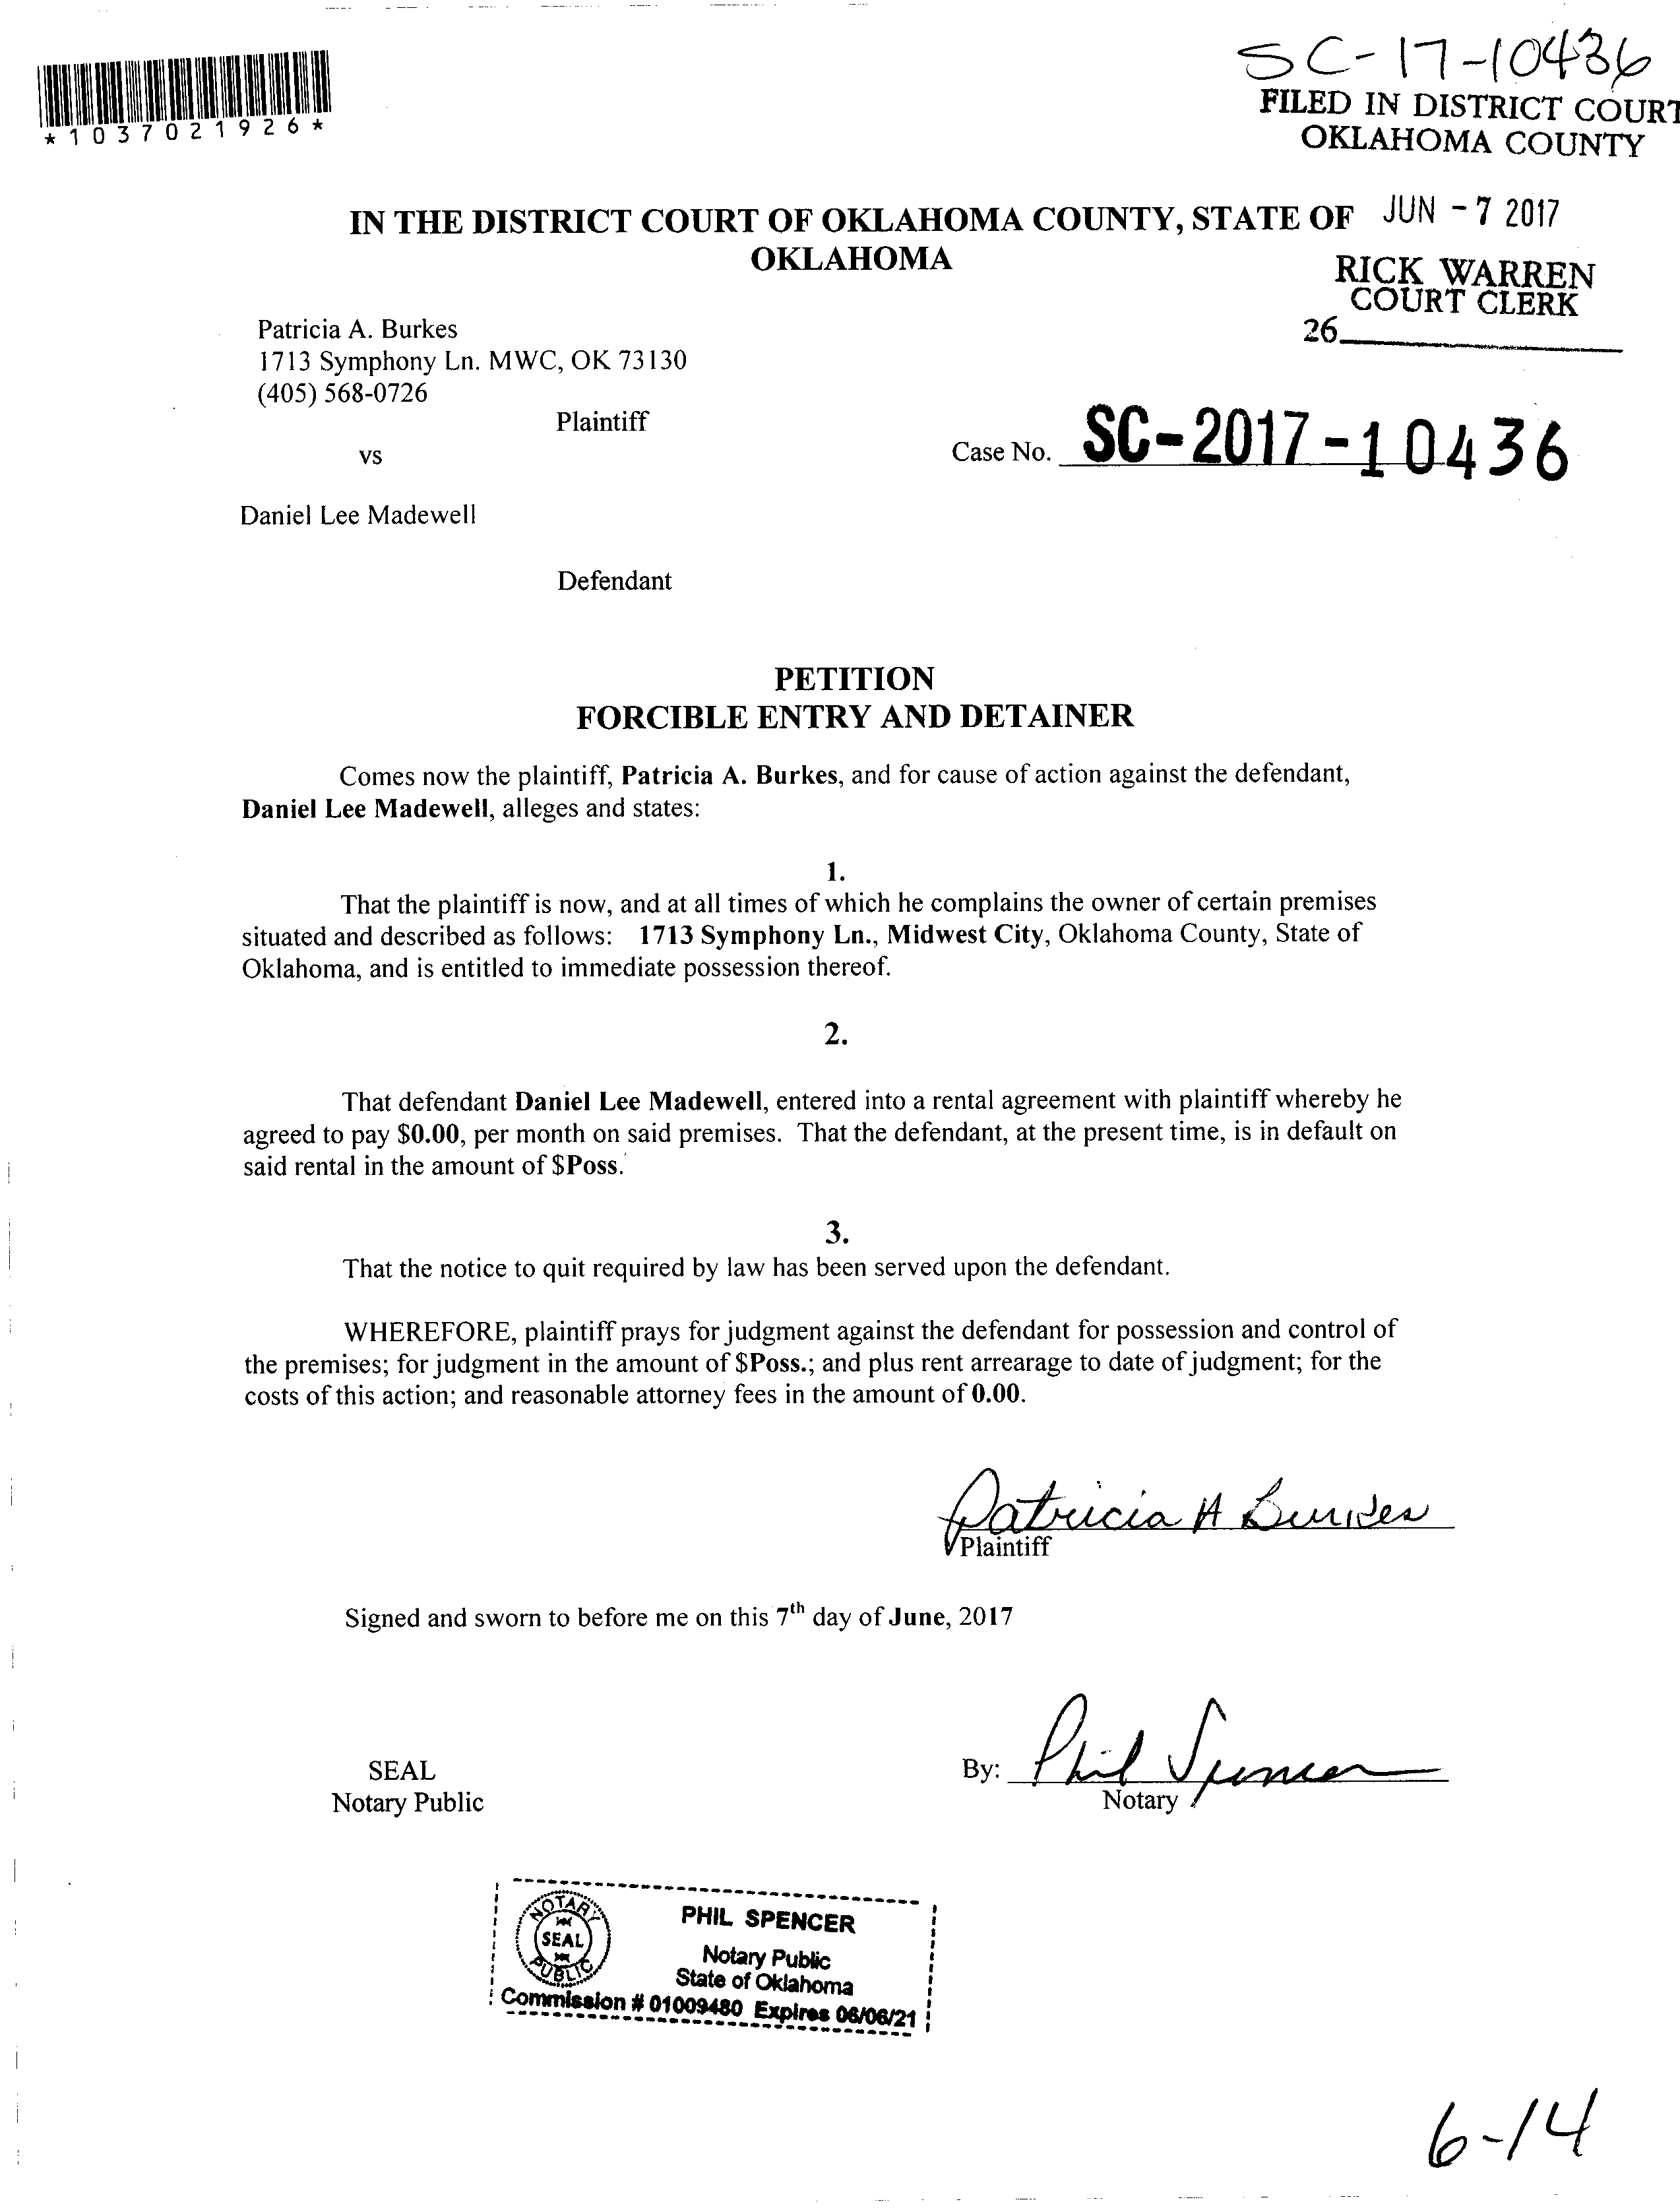 SC-17-10436
*1037021926*
FILED IN DISTRICT COURT
OKLAHOMA COUNTY
IN THE DISTRICT COURT OF OKLAHOMA COUNTY, STATE OF
OKLAHOMA
JUN - 7 2017
RICK WARREN
COURT CLERK
26
Patricia A. Burkes
1713 Symphony Ln. MWC, OK 73130
(405) 568-0726
Plaintiff
vs
Case No. SC-2017-10436
Daniel Lee Madewell
Defendant
PETITION
FORCIBLE ENTRY AND DETAINER
Comes now the plaintiff, Patricia A. Burkes, and for cause of action against the defendant,
Daniel Lee Madewell, alleges and states:
1.
That the plaintiff is now, and at all times of which he complains the owner of certain premises
situated and described as follows: 1713 Symphony Ln., Midwest City, Oklahoma County, State of
Oklahoma, and is entitled to immediate possession thereof.
2.
That defendant Daniel Lee Madewell, entered into a rental agreement with plaintiff whereby he
agreed to pay $0.00, per month on said premises. That the defendant, at the present time, is in default on
said rental in the amount of $Poss.
3.
That the notice to quit required by law has been served upon the defendant.
WHEREFORE, plaintiff prays for judgment against the defendant for possession and control of
the premises; for judgment in the amount of $Poss.; and plus rent arrearage to date of judgment; for the
costs of this action; and reasonable attorney fees in the amount of 0.00.
Patricia A Burkes
Plaintiff
Signed and sworn to before me on this 7th day of June, 2017
SEAL
Notary Public
By: Phil Spencer
Notary
NOTARY
SEAL
PUBLIC
PHIL SPENCER
Notary Public
State of Oklahoma
Commission # 01009480 Expires 06/06/21
6-14